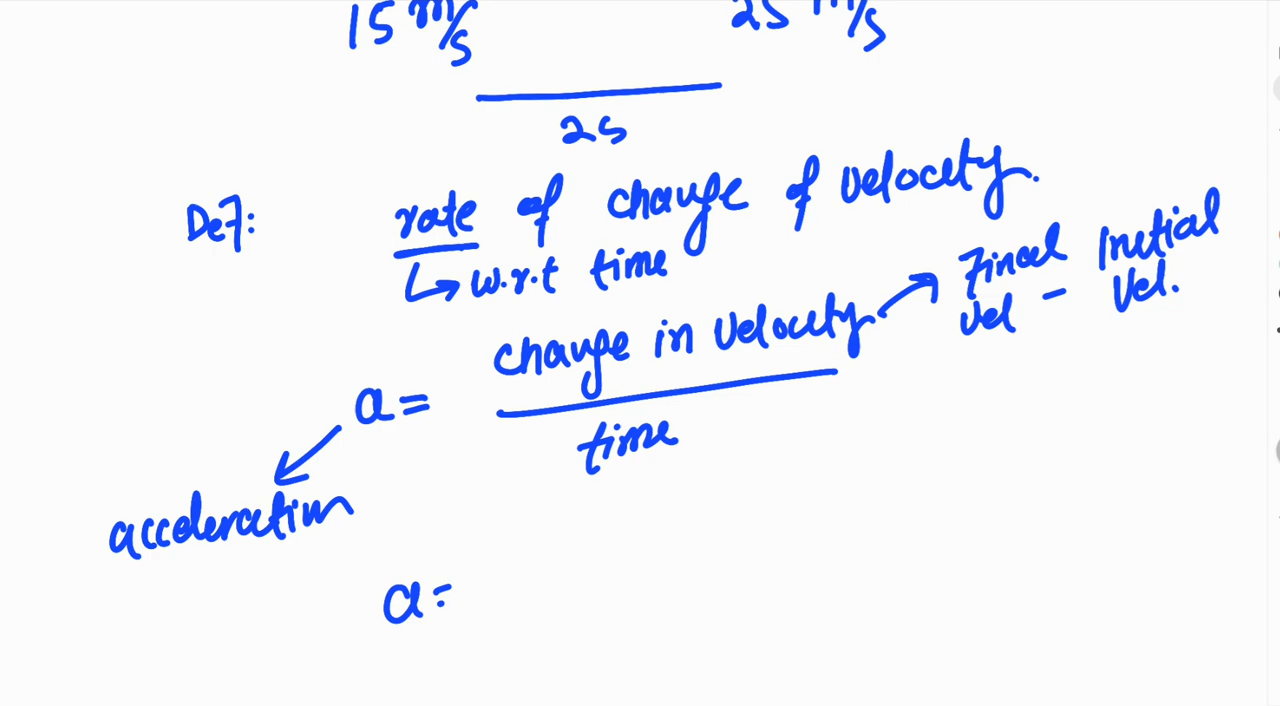 15 m/s 25 m/s
2s
Def: rate of change of velocity.
↳ w.r.t time
a = change in velocity → Final vel - Initial vel.
time
acceleration
a=